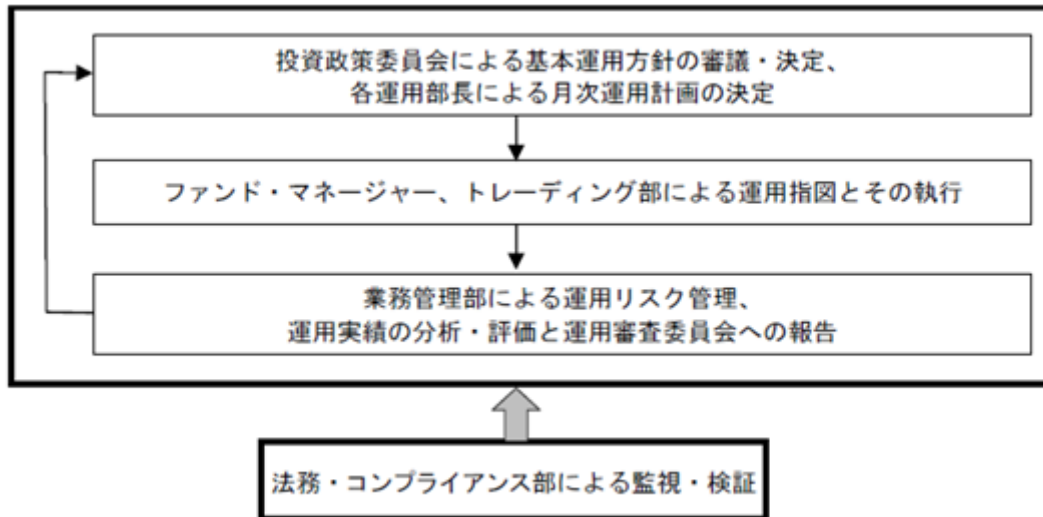 投資政策委員会による基本運用方針の審議・決定、
各運用部長による月次運用計画の決定
ファンド・マネージャー、トレーディング部による運用指図とその執行
業務管理部による運用リスク管理、
運用実績の分析・評価と運用審査委員会への報告
法務・コンプライアンス部による監視・検証